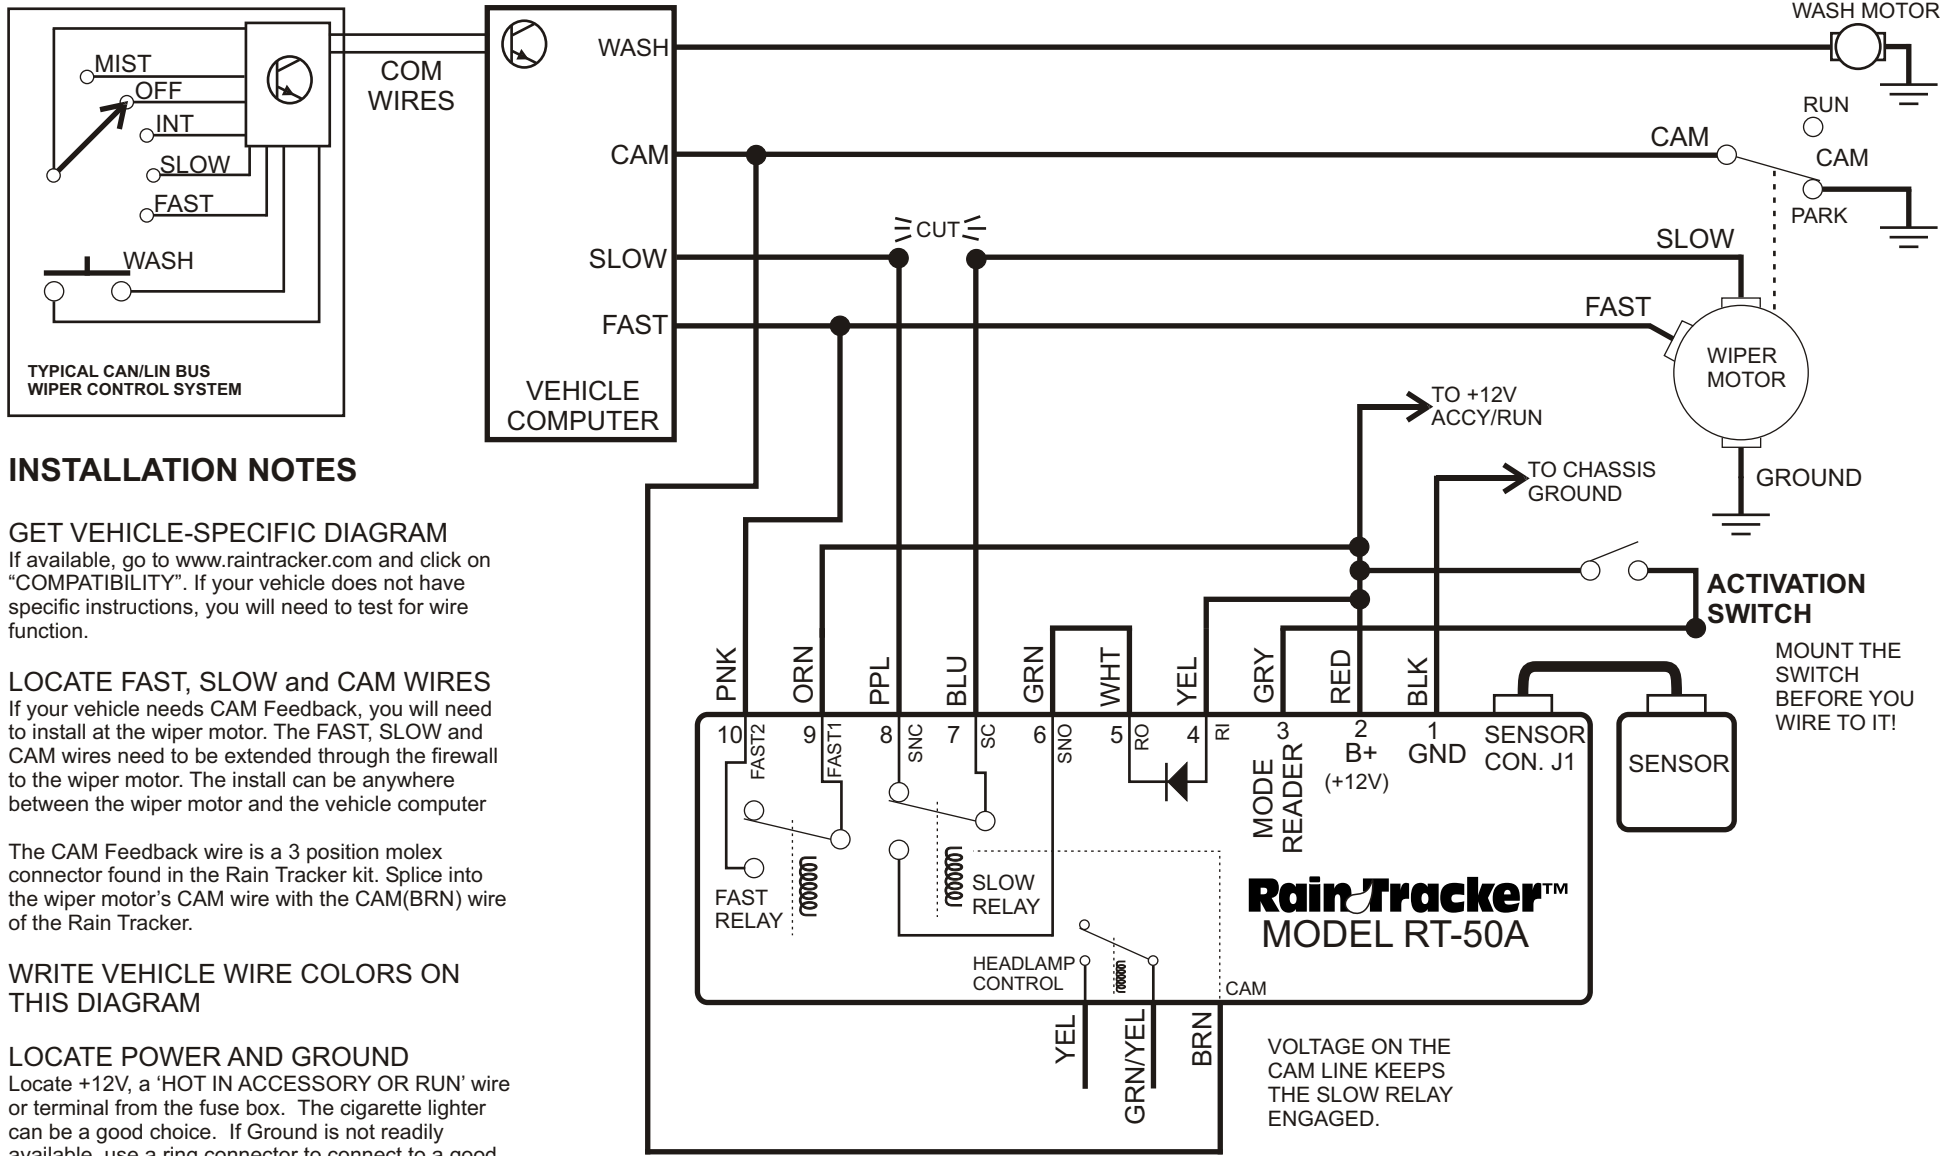 MIST
OFF
INT
SLOW
FAST
WASH
TYPICAL CAN/LIN BUS
WIPER CONTROL SYSTEM
COM
WIRES
WASH
CAM
SLOW
FAST
VEHICLE
COMPUTER
WASH MOTOR
RUN
CAM
CAM
PARK
CUT
SLOW
FAST
WIPER
MOTOR
GROUND
TO +12V
ACCY/RUN
TO CHASSIS
GROUND
ACTIVATION
SWITCH
MOUNT THE
SWITCH
BEFORE YOU
WIRE TO IT!
INSTALLATION NOTES
GET VEHICLE-SPECIFIC DIAGRAM
If available, go to www.raintracker.com and click on
“COMPATIBILITY”. If your vehicle does not have
specific instructions, you will need to test for wire
function.
LOCATE FAST, SLOW and CAM WIRES
If your vehicle needs CAM Feedback, you will need
to install at the wiper motor. The FAST, SLOW and
CAM wires need to be extended through the firewall
to the wiper motor. The install can be anywhere
between the wiper motor and the vehicle computer
The CAM Feedback wire is a 3 position molex
connector found in the Rain Tracker kit. Splice into
the wiper motor’s CAM wire with the CAM(BRN) wire
of the Rain Tracker.
WRITE VEHICLE WIRE COLORS ON
THIS DIAGRAM
LOCATE POWER AND GROUND
Locate +12V, a ‘HOT IN ACCESSORY OR RUN’ wire
or terminal from the fuse box. The cigarette lighter
can be a good choice. If Ground is not readily
available, use a ring connector to connect to a good
PNK
ORN
PPL
BLU
GRN
WHT
YEL
GRY
RED
BLK
10
FAST2
9
FAST1
8
SNC
7
SC
6
SNO
5
RO
4
RI
3
MODE
READER
2
B+
(+12V)
1
GND
SENSOR
CON. J1
SENSOR
FAST
RELAY
SLOW
RELAY
HEADLAMP
CONTROL
Rain Tracker™
MODEL RT-50A
CAM
YEL
GRN/YEL
BRN
VOLTAGE ON THE
CAM LINE KEEPS
THE SLOW RELAY
ENGAGED.